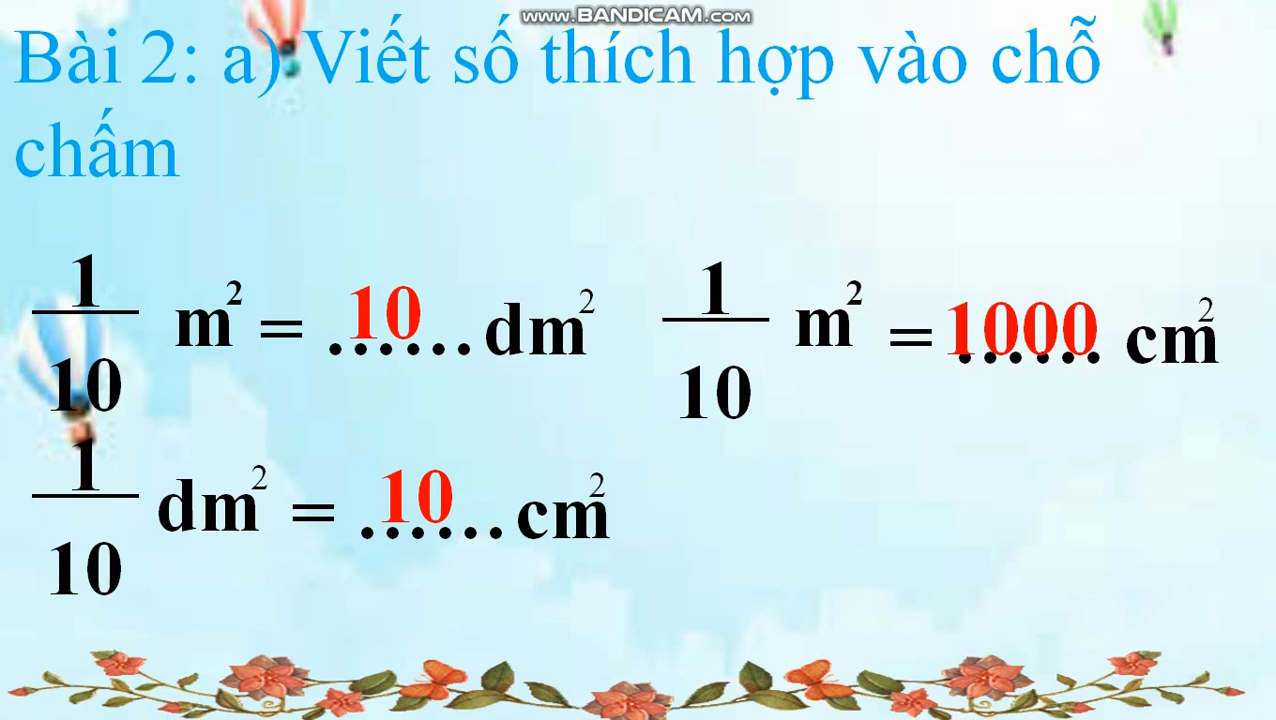 www.BANDICAM.com
Bài 2: a) Viết số thích hợp vào chỗ
chấm
1/10 m² = ...10... dm²
1/10 m² = ...1000... cm²
1/10 dm² = ...10... cm²